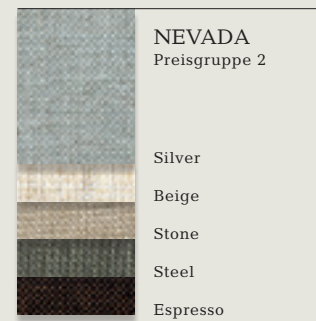 NEVADA
Preisgruppe 2
Silver
Beige
Stone
Steel
Espresso